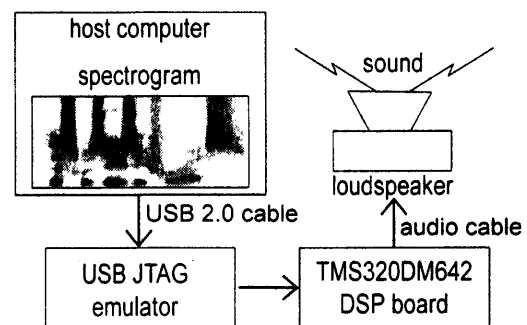 host computer
spectrogram
sound
loudspeaker
USB 2.0 cable
audio cable
USB JTAG
emulator
TMS320DM642
DSP board